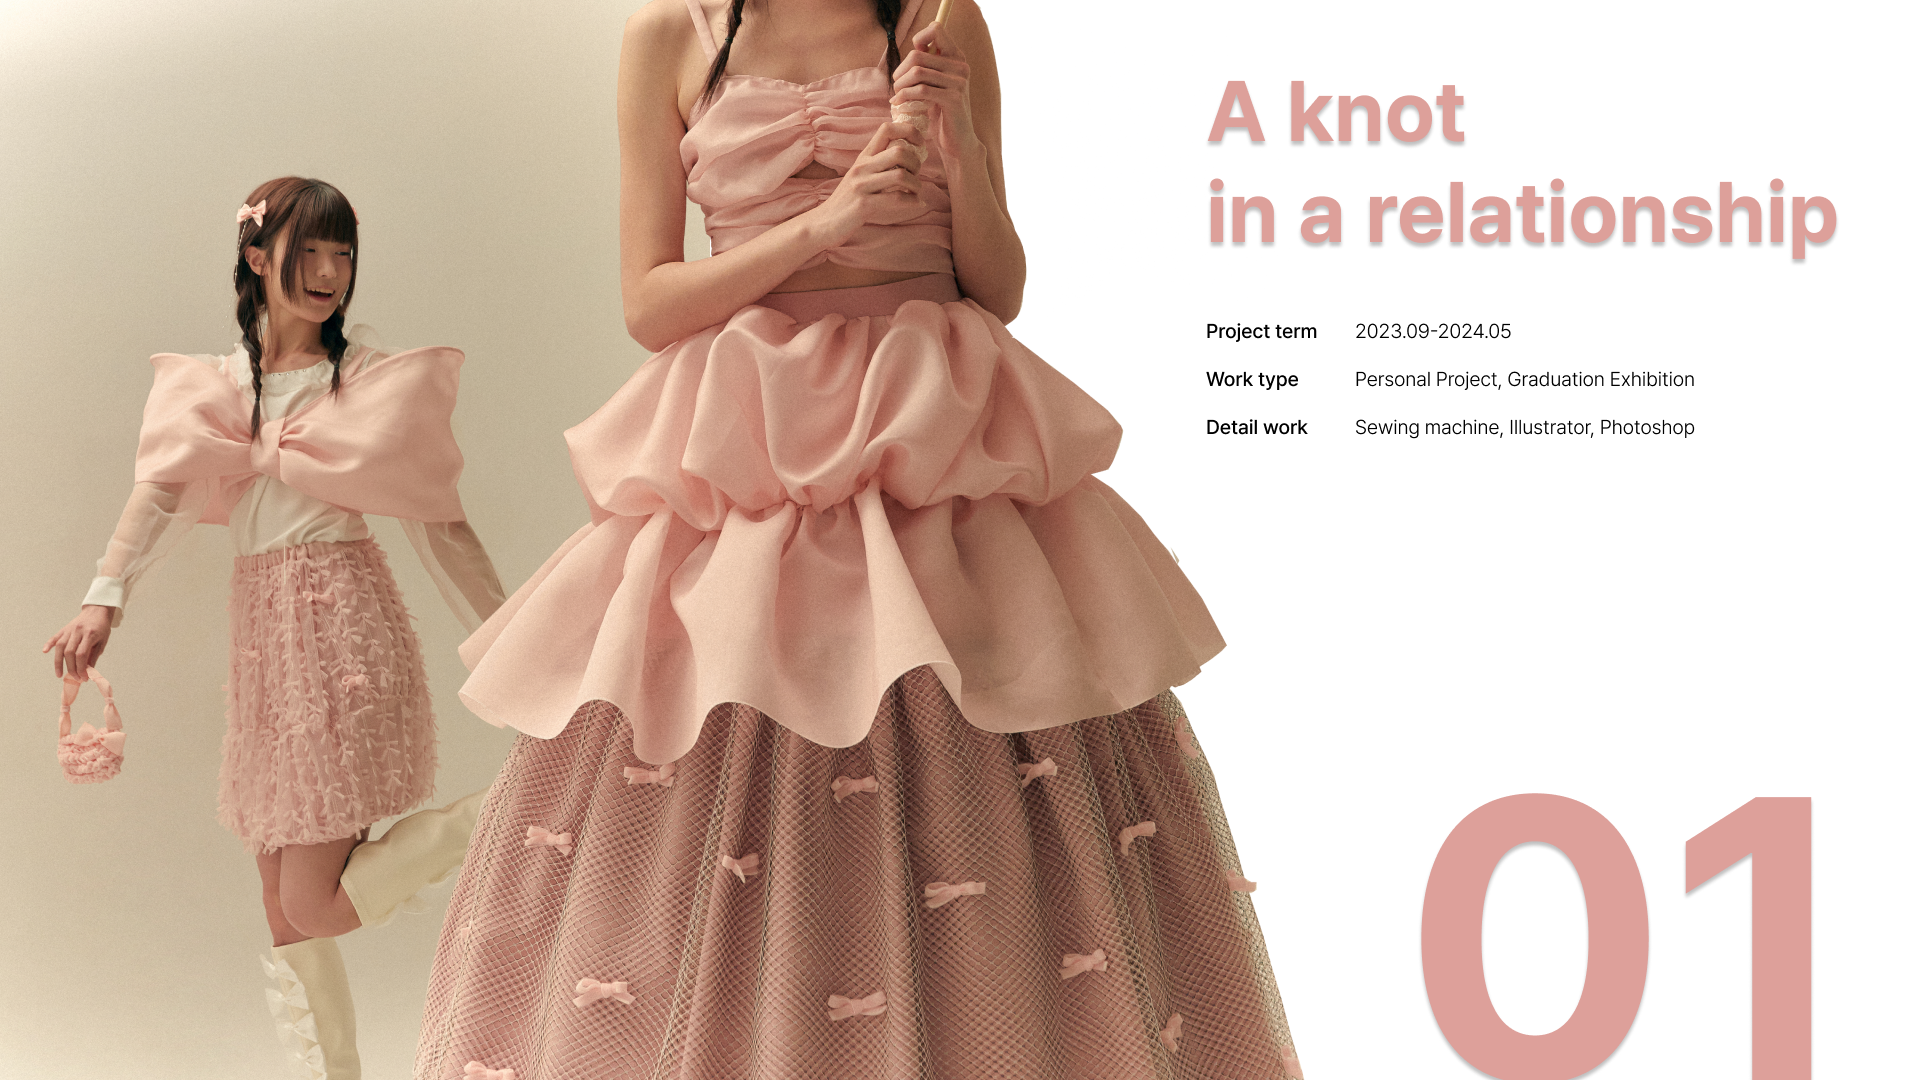 A knot
in a relationship
Project term 2023.09-2024.05
Work type Personal Project, Graduation Exhibition
Detail work Sewing machine, Illustrator, Photoshop
01